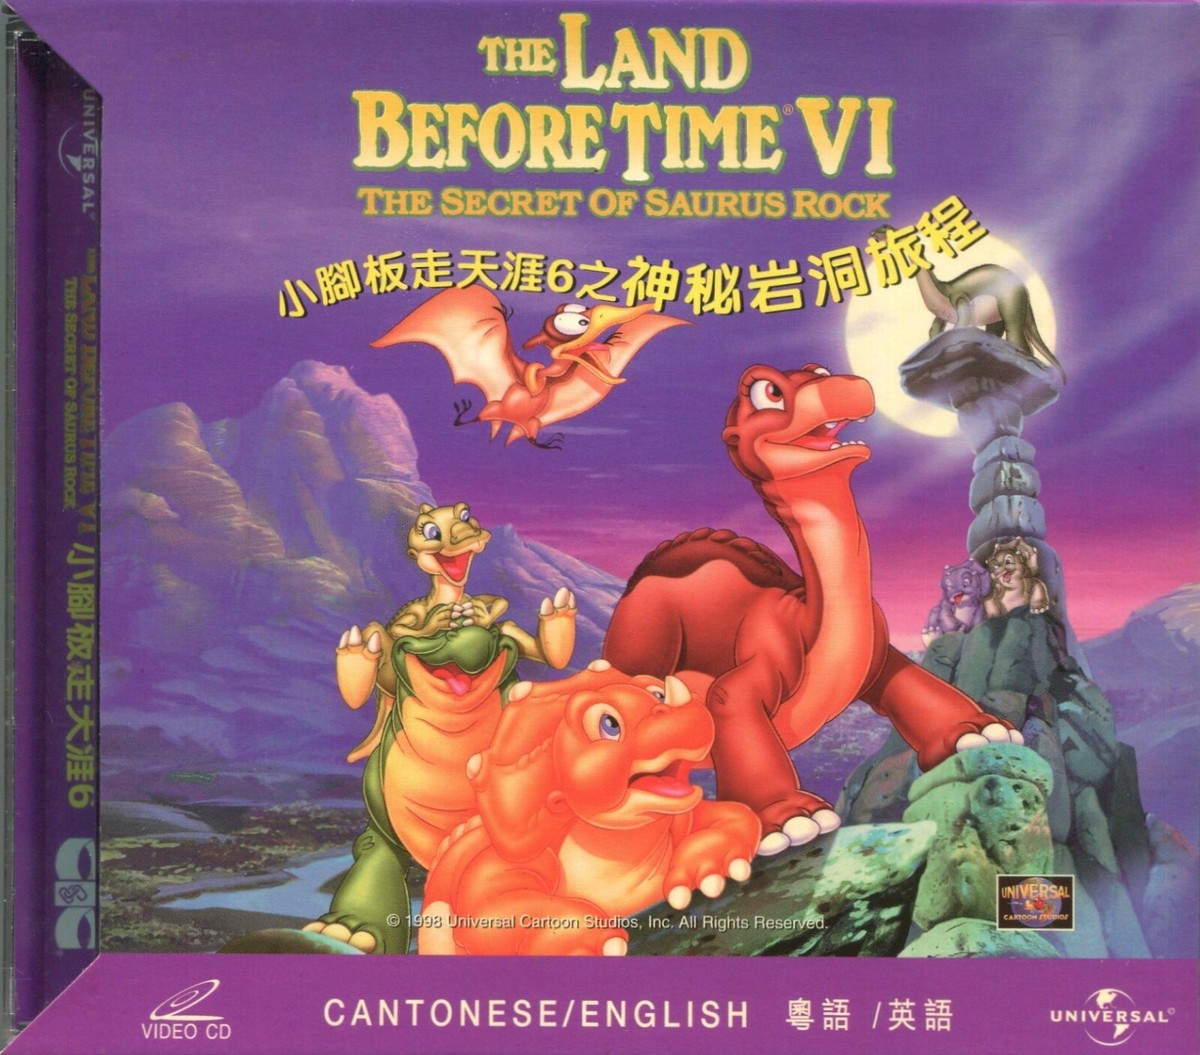 THE LAND
BEFORE TIME® VI
THE SECRET OF SAURUS ROCK
小腳板走天涯6之神秘岩洞旅程
UNIVERSAL
THE LAND BEFORE TIME VI
THE SECRET OF SAURUS ROCK
小腳板走天涯6
© 1998 Universal Cartoon Studios, Inc. All Rights Reserved.
UNIVERSAL
CARTOON STUDIOS
VIDEO CD
CANTONESE/ENGLISH 粵語 /英語
UNIVERSAL©